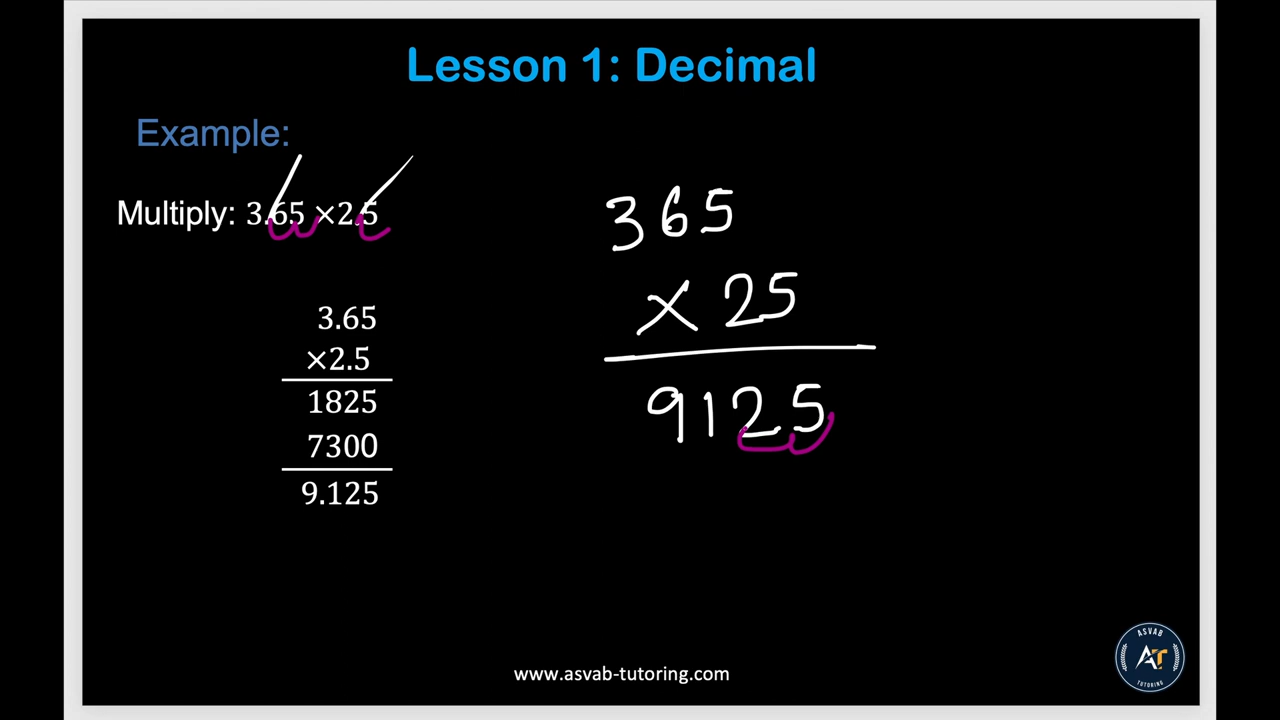 Lesson 1: Decimal
Example:
Multiply: 3.65 ×2.5
3.65
×2.5
1825
7300
9.125
365
× 25
9125
www.asvab-tutoring.com
ASVAB
AT
TUTORING